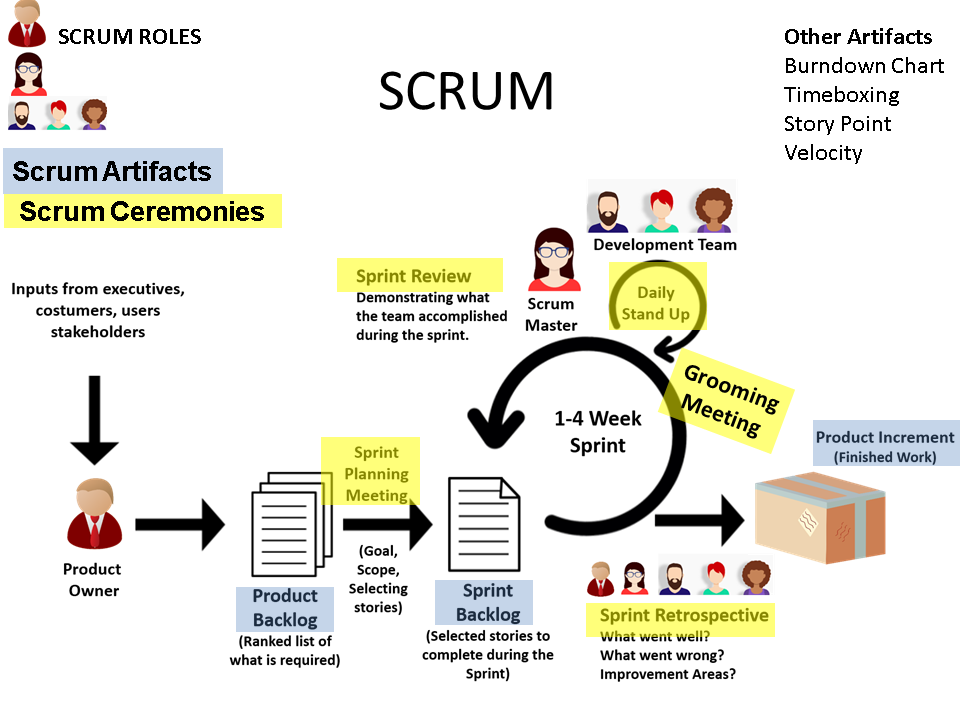 SCRUM ROLES
Other Artifacts
Burndown Chart
Timeboxing
Story Point
Velocity
SCRUM
Scrum Artifacts
Scrum Ceremonies
Development Team
Sprint Review
Demonstrating what
the team accomplished
during the sprint.
Scrum
Master
Daily
Stand Up
Inputs from executives,
costumers, users
stakeholders
Grooming
Meeting
1-4 Week
Sprint
Product Increment
(Finished Work)
Sprint
Planning
Meeting
(Goal,
Scope,
Selecting
stories)
Product
Owner
Product
Backlog
(Ranked list of
what is required)
Sprint
Backlog
(Selected stories to
complete during the
Sprint)
Sprint Retrospective
What went well?
What went wrong?
Improvement Areas?